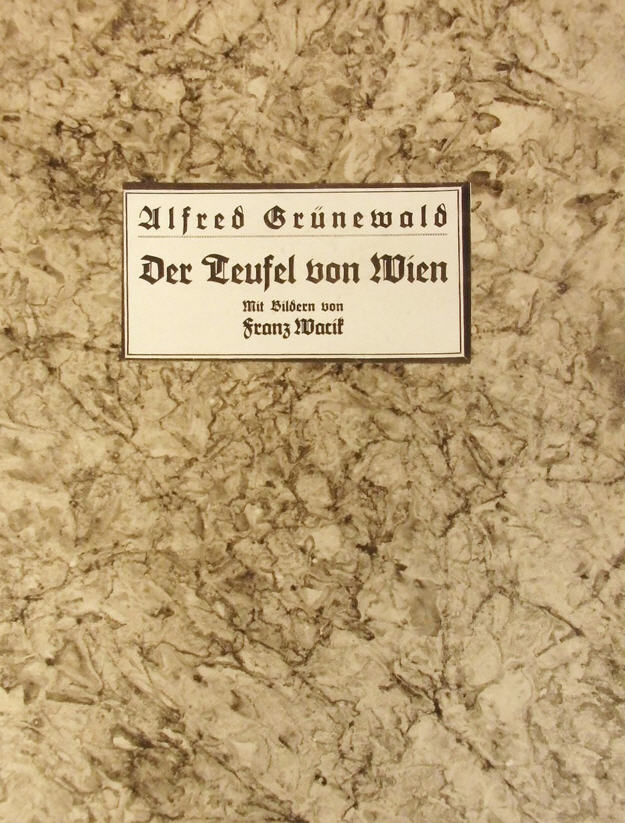 Alfred Grünewald
Der Teufel von Wien
Mit Bildern von
Franz Wacik